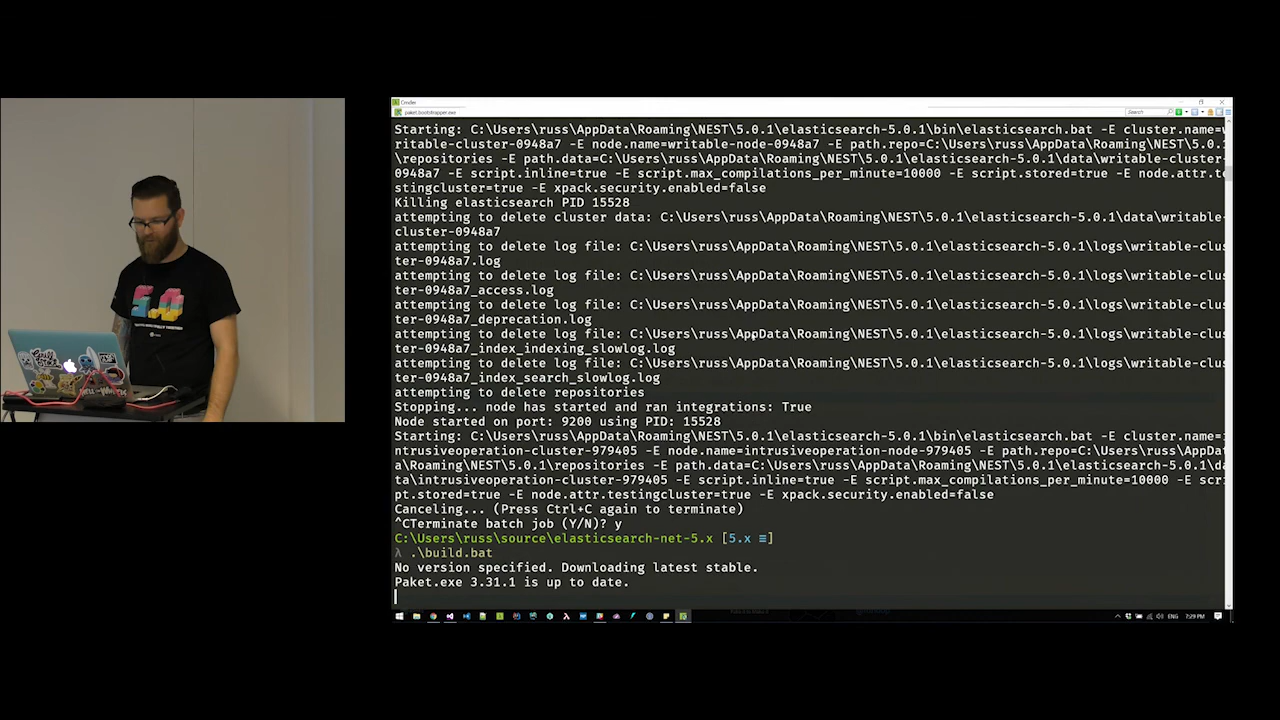 Cmder
paket.bootstrapper.exe
Search
Starting: C:\Users\russ\AppData\Roaming\NEST\5.0.1\elasticsearch-5.0.1\bin\elasticsearch.bat -E cluster.name=w
ritable-cluster-0948a7 -E node.name=writable-node-0948a7 -E path.repo=C:\Users\russ\AppData\Roaming\NEST\5.0.1
\repositories -E path.data=C:\Users\russ\AppData\Roaming\NEST\5.0.1\elasticsearch-5.0.1\data\writable-cluster-
0948a7 -E script.inline=true -E script.max_compilations_per_minute=10000 -E script.stored=true -E node.attr.te
stingcluster=true -E xpack.security.enabled=false
Killing elasticsearch PID 15528
attempting to delete cluster data: C:\Users\russ\AppData\Roaming\NEST\5.0.1\elasticsearch-5.0.1\data\writable-
cluster-0948a7
attempting to delete log file: C:\Users\russ\AppData\Roaming\NEST\5.0.1\elasticsearch-5.0.1\logs\writable-clus
ter-0948a7.log
attempting to delete log file: C:\Users\russ\AppData\Roaming\NEST\5.0.1\elasticsearch-5.0.1\logs\writable-clus
ter-0948a7_access.log
attempting to delete log file: C:\Users\russ\AppData\Roaming\NEST\5.0.1\elasticsearch-5.0.1\logs\writable-clus
ter-0948a7_deprecation.log
attempting to delete log file: C:\Users\russ\AppData\Roaming\NEST\5.0.1\elasticsearch-5.0.1\logs\writable-clus
ter-0948a7_index_indexing_slowlog.log
attempting to delete log file: C:\Users\russ\AppData\Roaming\NEST\5.0.1\elasticsearch-5.0.1\logs\writable-clus
ter-0948a7_index_search_slowlog.log
attempting to delete repositories
Stopping... node has started and ran integrations: True
Node started on port: 9200 using PID: 15528
Starting: C:\Users\russ\AppData\Roaming\NEST\5.0.1\elasticsearch-5.0.1\bin\elasticsearch.bat -E cluster.name=i
ntrusiveoperation-cluster-979405 -E node.name=intrusiveoperation-node-979405 -E path.repo=C:\Users\russ\AppDat
a\Roaming\NEST\5.0.1\repositories -E path.data=C:\Users\russ\AppData\Roaming\NEST\5.0.1\elasticsearch-5.0.1\da
ta\intrusiveoperation-cluster-979405 -E script.inline=true -E script.max_compilations_per_minute=10000 -E scri
pt.stored=true -E node.attr.testingcluster=true -E xpack.security.enabled=false
Canceling... (Press Ctrl+C again to terminate)
^CTerminate batch job (Y/N)? y
C:\Users\russ\source\elasticsearch-net-5.x [5.x ≡]
λ .\build.bat
No version specified. Downloading latest stable.
Paket.exe 3.31.1 is up to date.
ENG 7:29 PM
5.0